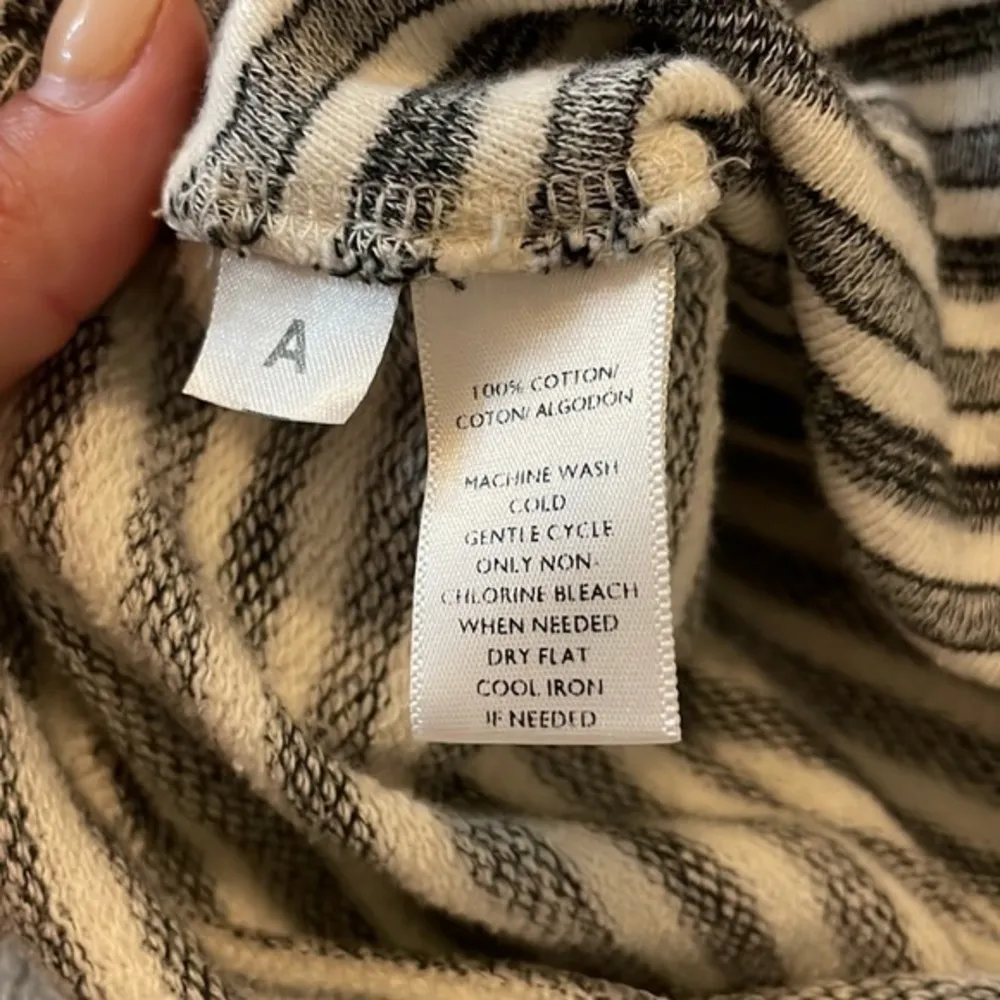 A
100% COTTON/
COTON/ ALGODÓN
MACHINE WASH
COLD
GENTLE CYCLE
ONLY NON-
CHLORINE BLEACH
WHEN NEEDED
DRY FLAT
COOL IRON
IF NEEDED